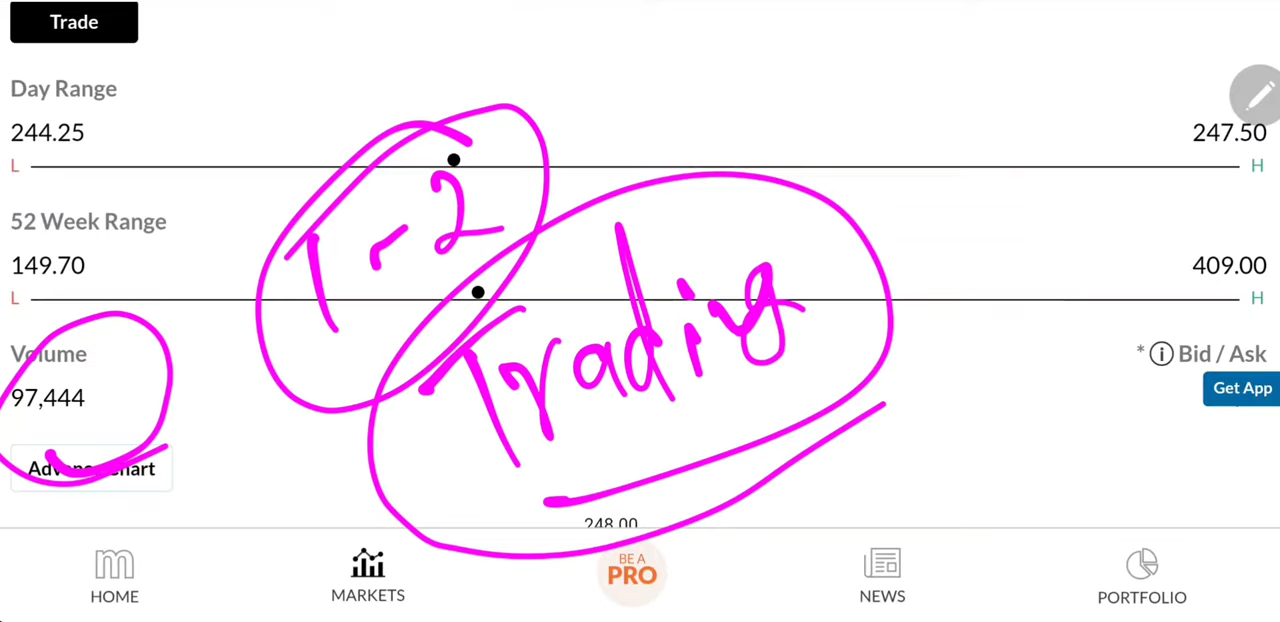 Trade
Day Range
244.25 247.50
L H
T-2
52 Week Range
149.70 409.00
L H
Trading
Volume * i Bid / Ask
97,444
Get App
Advance Chart
248.00
HOME MARKETS BE A PRO NEWS PORTFOLIO